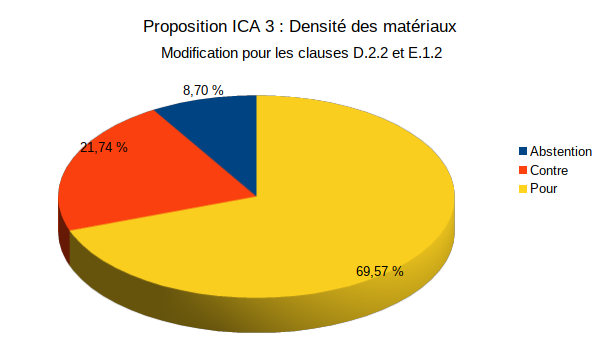 Proposition ICA 3 : Densité des matériaux
Modification pour les clauses D.2.2 et E.1.2
8,70 %
21,74 %
Abstention
Contre
Pour
69,57 %